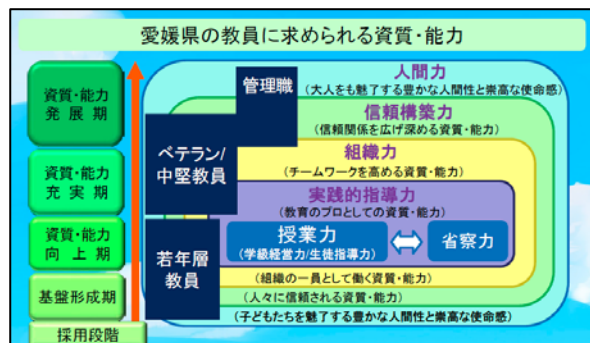 愛媛県の教員に求められる資質・能力
資質・能力
発展期
資質・能力
充実期
資質・能力
向上期
基盤形成期
採用段階
管理職
ベテラン/
中堅教員
若年層
教員
人間力
(大人をも魅了する豊かな人間性と崇高な使命感)
信頼構築力
(信頼関係を広げ深める資質・能力)
組織力
(チームワークを高める資質・能力)
実践的指導力
(教育のプロとしての資質・能力)
授業力
(学級経営力/生徒指導力)
省察力
(組織の一員として働く資質・能力)
(人々に信頼される資質・能力)
(子どもたちを魅了する豊かな人間性と崇高な使命感)